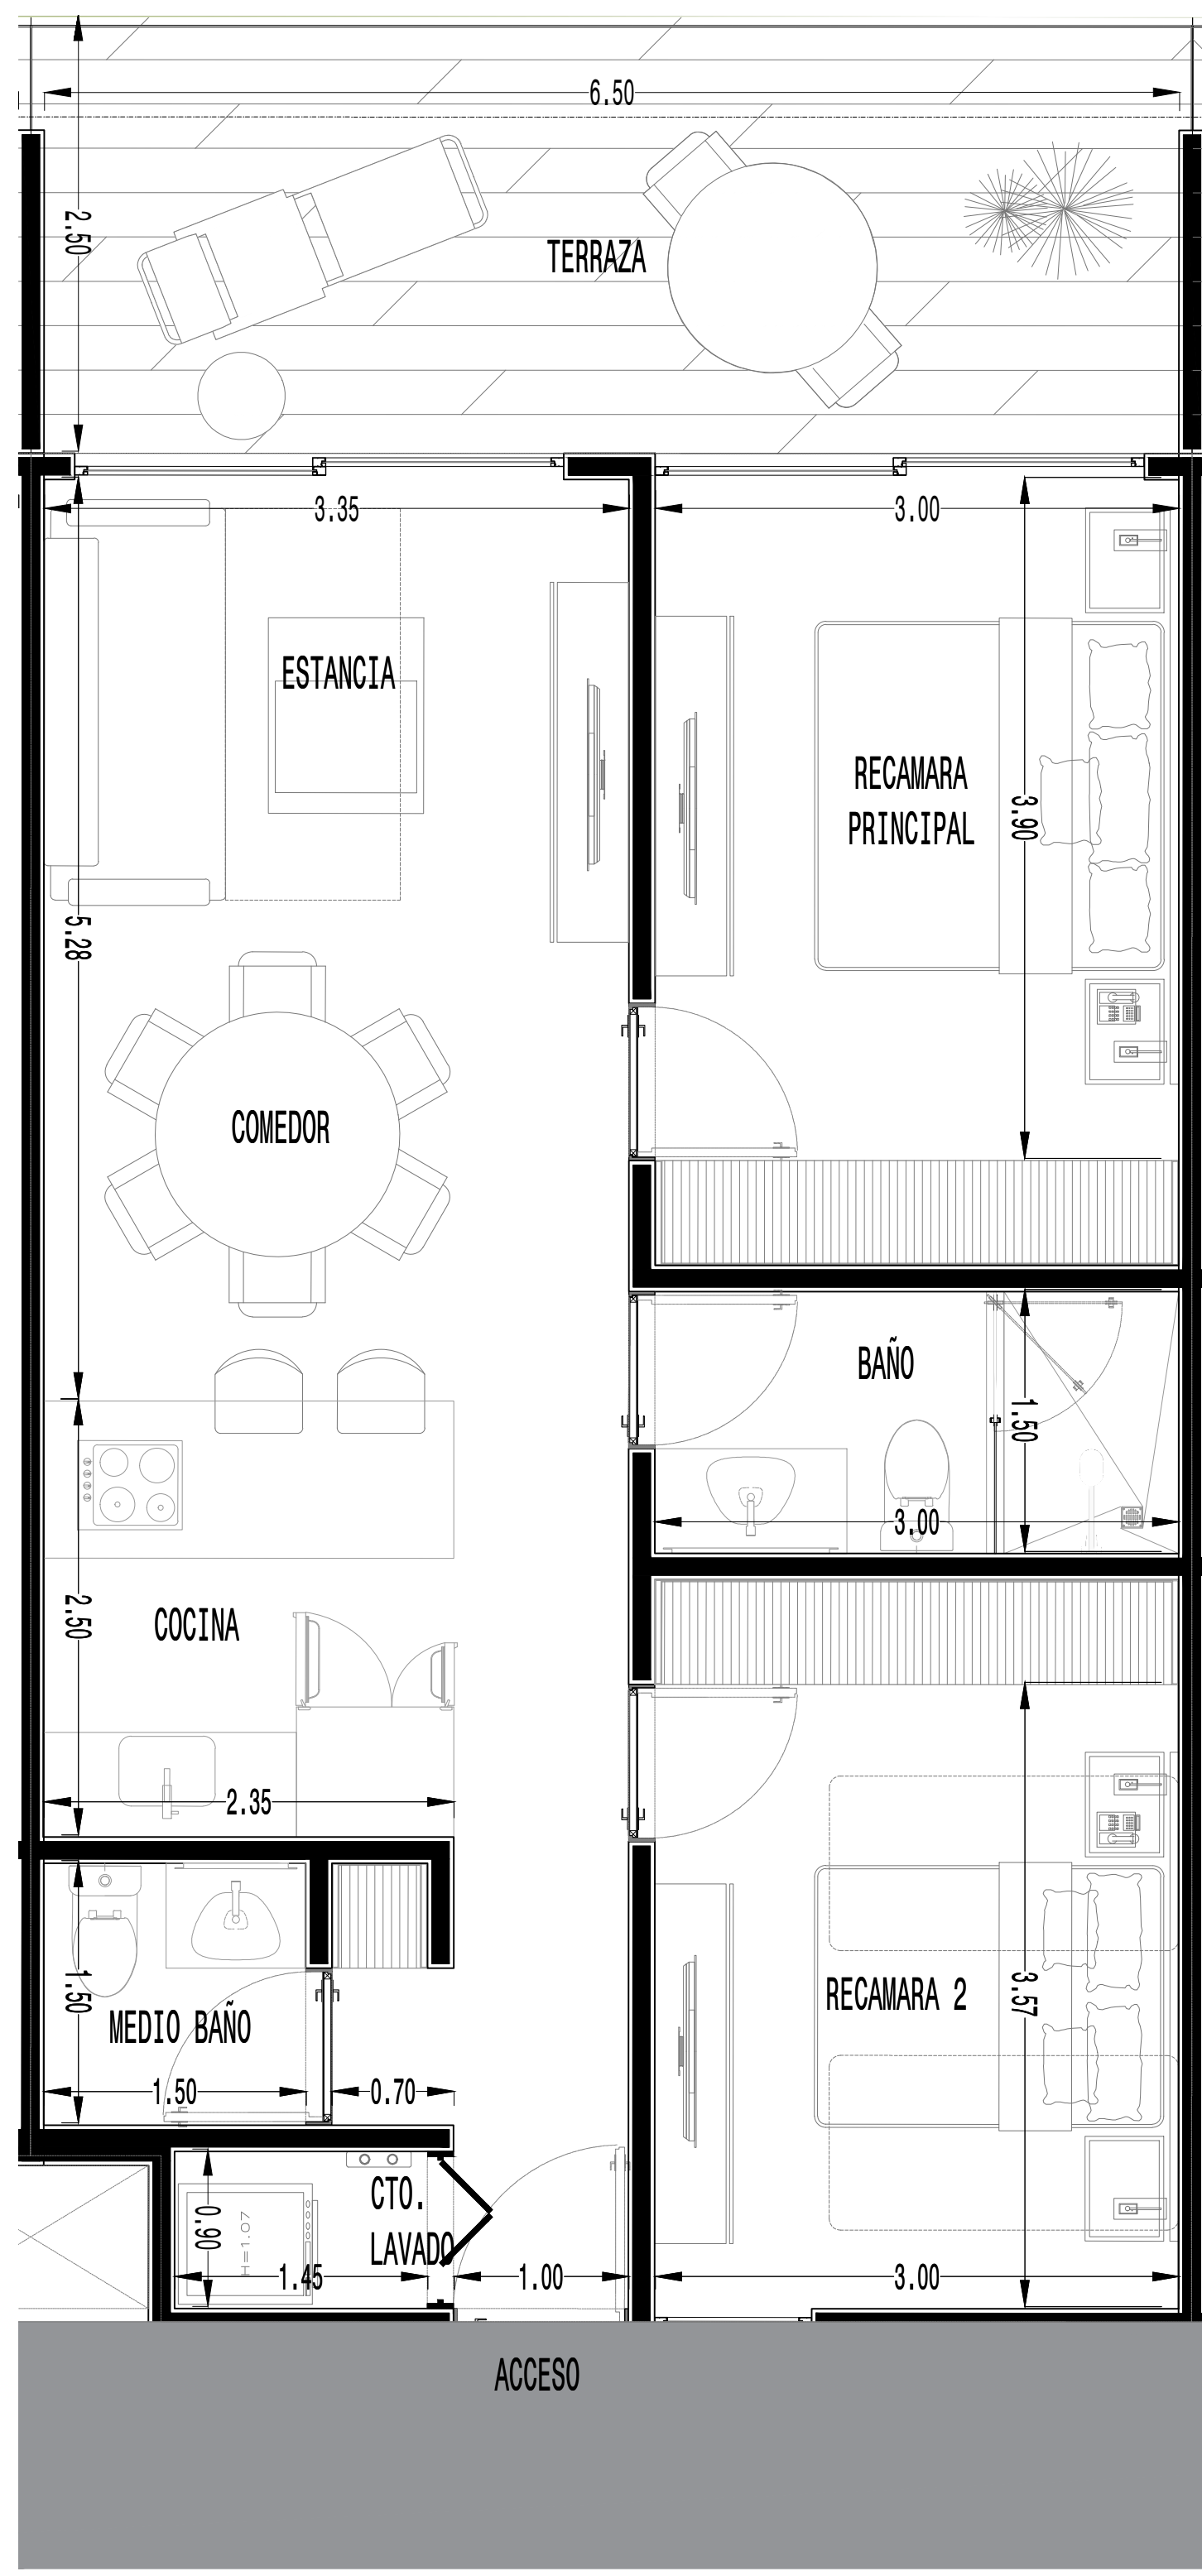 6.50
2.50
TERRAZA
3.35
3.00
ESTANCIA
RECAMARA
PRINCIPAL
3.90
5.28
COMEDOR
BAÑO
1.50
3.00
2.50
COCINA
2.35
1.50
MEDIO BAÑO
RECAMARA 2
3.57
1.50
0.70
CTO.
LAVADO
0.90
H=1.07
1.45
1.00
3.00
ACCESO